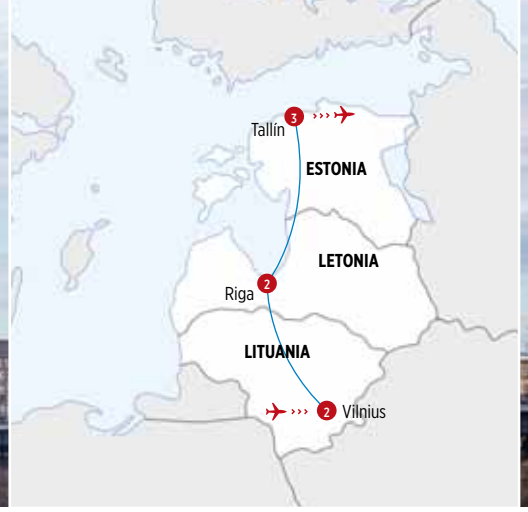 3
Tallín
ESTONIA
LETONIA
2
Riga
LITUANIA
2 Vilnius